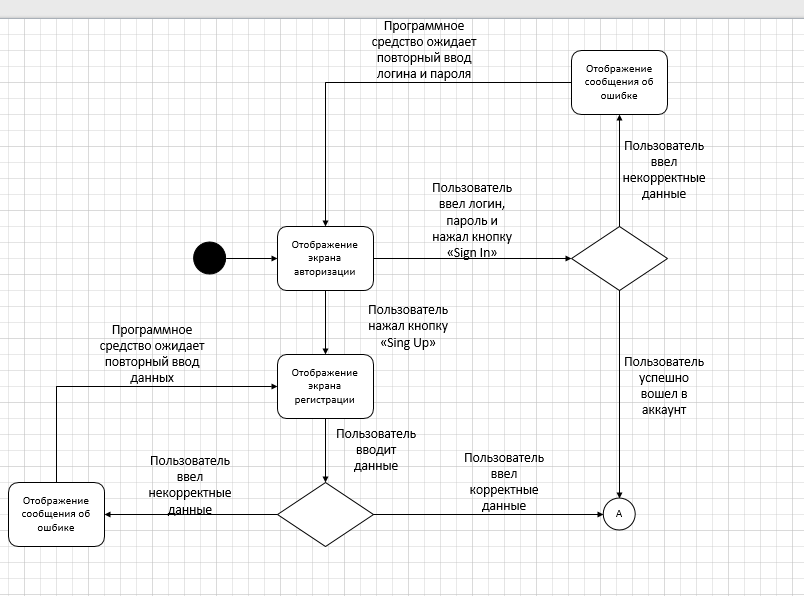 Программное
средство ожидает
повторный ввод
логина и пароля
Отображение
сообщения об
ошибке
Пользователь
ввел
некорректные
данные
Пользователь
ввел логин,
пароль и
нажал кнопку
«Sign In»
Отображение
экрана
авторизации
Пользователь
нажал кнопку
«Sing Up»
Программное
средство ожидает
повторный ввод
данных
Отображение
экрана
регистрации
Пользователь
успешно
вошел в
аккаунт
Пользователь
вводит
данные
Пользователь
ввел
некорректные
данные
Пользователь
ввел
корректные
данные
Отображение
сообщения об
ошбике
А